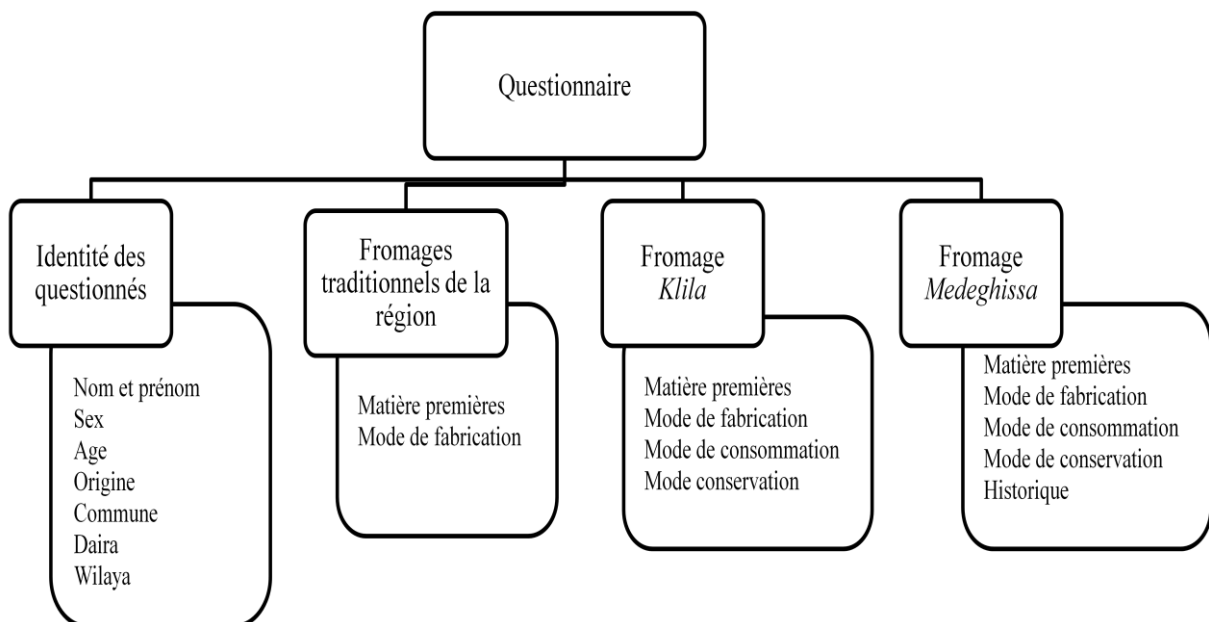 Questionnaire
Identité des
questionnés
Nom et prénom
Sex
Age
Origine
Commune
Daira
Wilaya
Fromages
traditionnels de la
région
Matière premières
Mode de fabrication
Fromage
Klila
Matière premières
Mode de fabrication
Mode de consommation
Mode conservation
Fromage
Medeghissa
Matière premières
Mode de fabrication
Mode de consommation
Mode de conservation
Historique